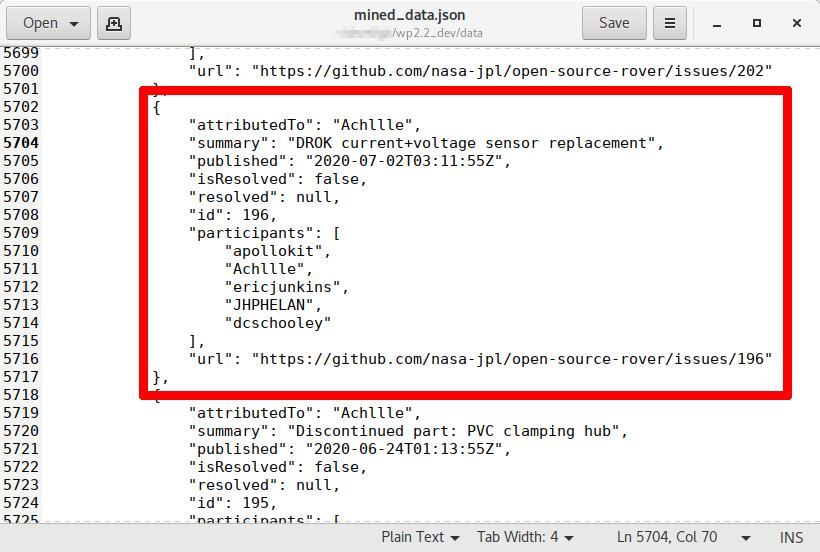 Open
mined_data.json
/wp2.2_dev/data
Save
5699                 ],
5700                 "url": "https://github.com/nasa-jpl/open-source-rover/issues/202"
5701             },
5702             {
5703                 "attributedTo": "Achllle",
5704                 "summary": "DROK current+voltage sensor replacement",
5705                 "published": "2020-07-02T03:11:55Z",
5706                 "isResolved": false,
5707                 "resolved": null,
5708                 "id": 196,
5709                 "participants": [
5710                     "apollokit",
5711                     "Achllle",
5712                     "ericjunkins",
5713                     "JHPHELAN",
5714                     "dcschooley"
5715                 ],
5716                 "url": "https://github.com/nasa-jpl/open-source-rover/issues/196"
5717             },
5718             {
5719                 "attributedTo": "Achllle",
5720                 "summary": "Discontinued part: PVC clamping hub",
5721                 "published": "2020-06-24T01:13:55Z",
5722                 "isResolved": false,
5723                 "resolved": null,
5724                 "id": 195,
5725                 "participants": [
Plain Text Tab Width: 4 Ln 5704, Col 70 INS